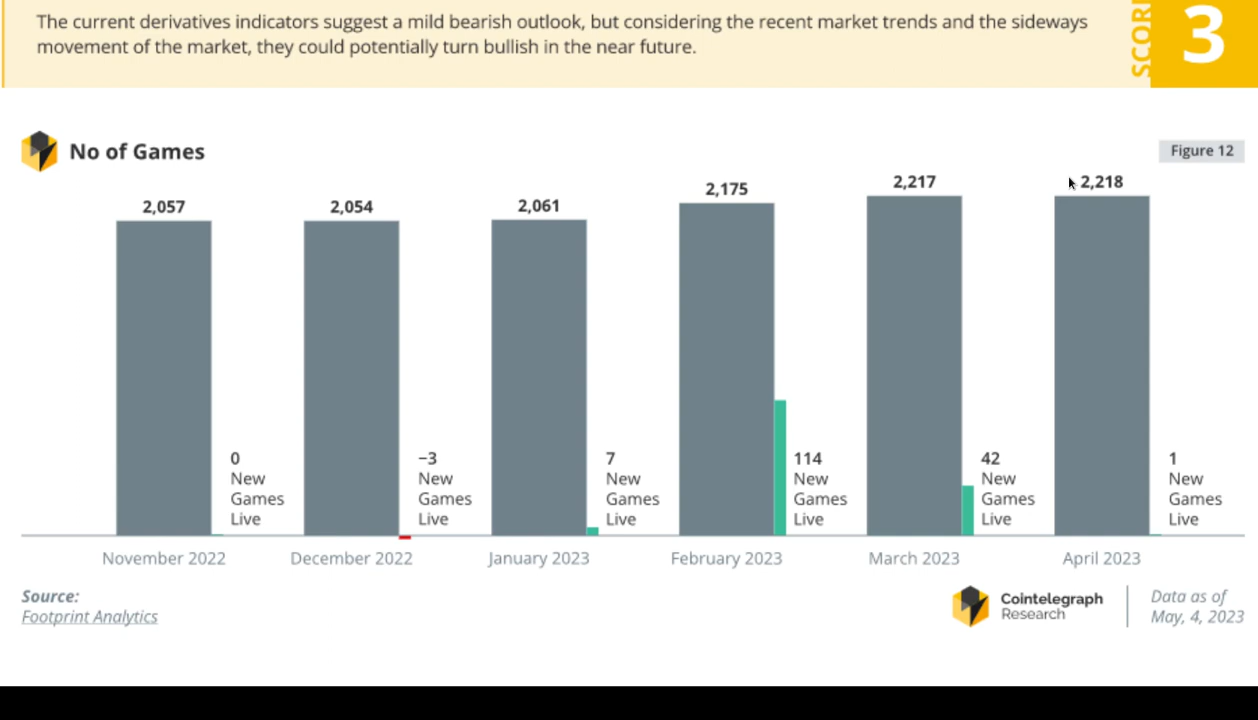 The current derivatives indicators suggest a mild bearish outlook, but considering the recent market trends and the sideways
movement of the market, they could potentially turn bullish in the near future.
3
No of Games
Figure 12
2,057
2,054
2,061
2,175
2,217
2,218
0
New
Games
Live
−3
New
Games
Live
7
New
Games
Live
114
New
Games
Live
42
New
Games
Live
1
New
Games
Live
November 2022
December 2022
January 2023
February 2023
March 2023
April 2023
Source:
Footprint Analytics
Cointelegraph
Research
Data as of
May, 4, 2023